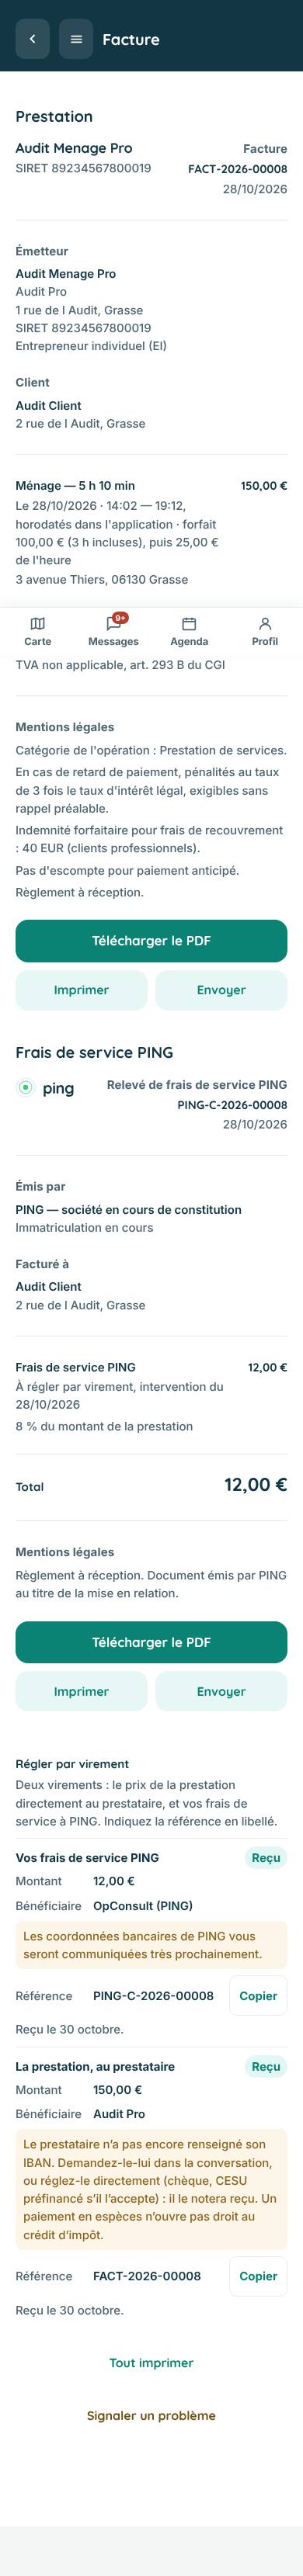 Facture
Prestation
Audit Menage Pro
SIRET 89234567800019
Facture
FACT-2026-00008
28/10/2026
Émetteur
Audit Menage Pro
Audit Pro
1 rue de l Audit, Grasse
SIRET 89234567800019
Entrepreneur individuel (EI)
Client
Audit Client
2 rue de l Audit, Grasse
Ménage — 5 h 10 min
150,00 €
Le 28/10/2026 · 14:02 — 19:12,
horodatés dans l'application · forfait
100,00 € (3 h incluses), puis 25,00 €
de l'heure
3 avenue Thiers, 06130 Grasse
9+
Carte
Messages
Agenda
Profil
TVA non applicable, art. 293 B du CGI
Mentions légales
Catégorie de l'opération : Prestation de services.
En cas de retard de paiement, pénalités au taux
de 3 fois le taux d'intérêt légal, exigibles sans
rappel préalable.
Indemnité forfaitaire pour frais de recouvrement
: 40 EUR (clients professionnels).
Pas d'escompte pour paiement anticipé.
Règlement à réception.
Télécharger le PDF
Imprimer
Envoyer
Frais de service PING
ping
Relevé de frais de service PING
PING-C-2026-00008
28/10/2026
Émis par
PING — société en cours de constitution
Immatriculation en cours
Facturé à
Audit Client
2 rue de l Audit, Grasse
Frais de service PING
12,00 €
À régler par virement, intervention du
28/10/2026
8 % du montant de la prestation
Total
12,00 €
Mentions légales
Règlement à réception. Document émis par PING
au titre de la mise en relation.
Télécharger le PDF
Imprimer
Envoyer
Régler par virement
Deux virements : le prix de la prestation
directement au prestataire, et vos frais de
service à PING. Indiquez la référence en libellé.
Vos frais de service PING
Reçu
Montant
12,00 €
Bénéficiaire
OpConsult (PING)
Les coordonnées bancaires de PING vous
seront communiquées très prochainement.
Référence
PING-C-2026-00008
Copier
Reçu le 30 octobre.
La prestation, au prestataire
Reçu
Montant
150,00 €
Bénéficiaire
Audit Pro
Le prestataire n’a pas encore renseigné son
IBAN. Demandez-le-lui dans la conversation,
ou réglez-le directement (chèque, CESU
préfinancé s’il l’accepte) : il le notera reçu. Un
paiement en espèces n’ouvre pas droit au
crédit d’impôt.
Référence
FACT-2026-00008
Copier
Reçu le 30 octobre.
Tout imprimer
Signaler un problème